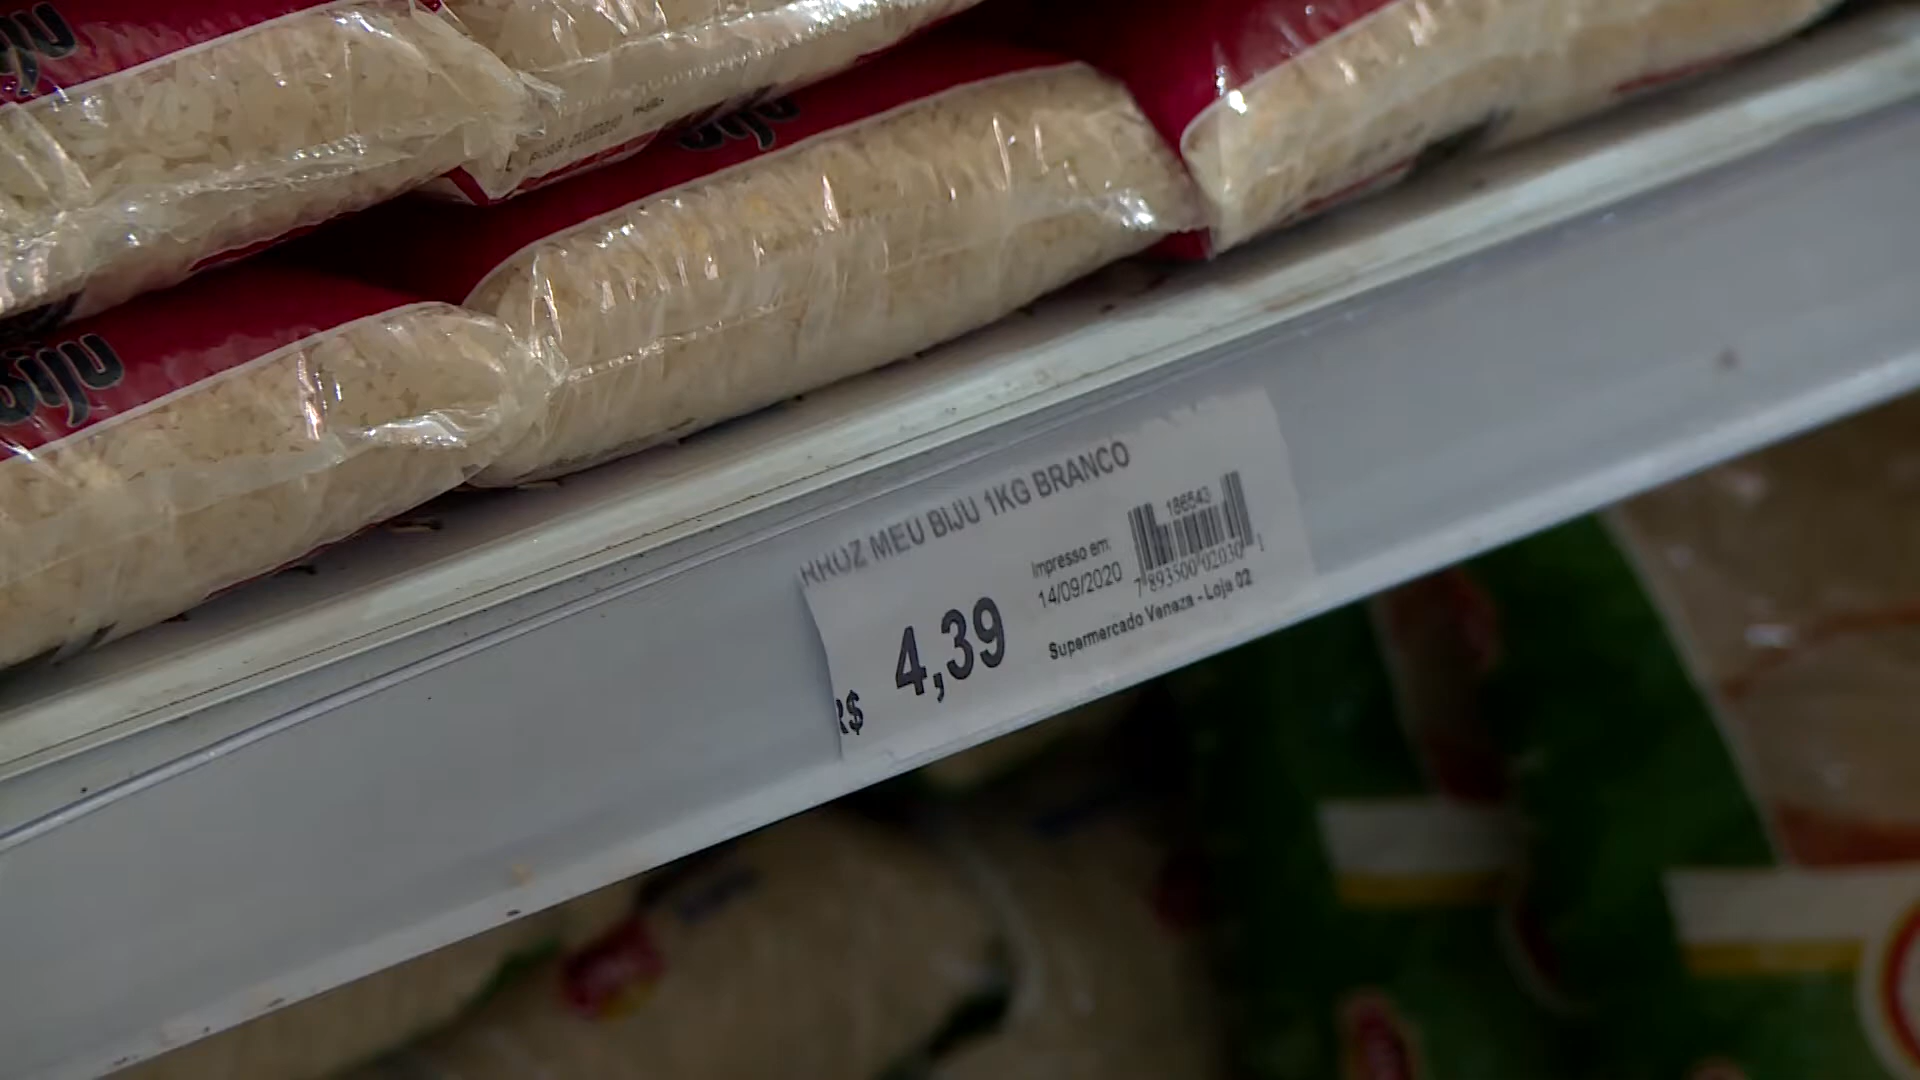 Biju
RROZ MEU BIJU 1KG BRANCO
186543
Impresso em:
14/09/2020
7 893500 02030 1
R$ 4,39
Supermercado Veneza - Loja 02